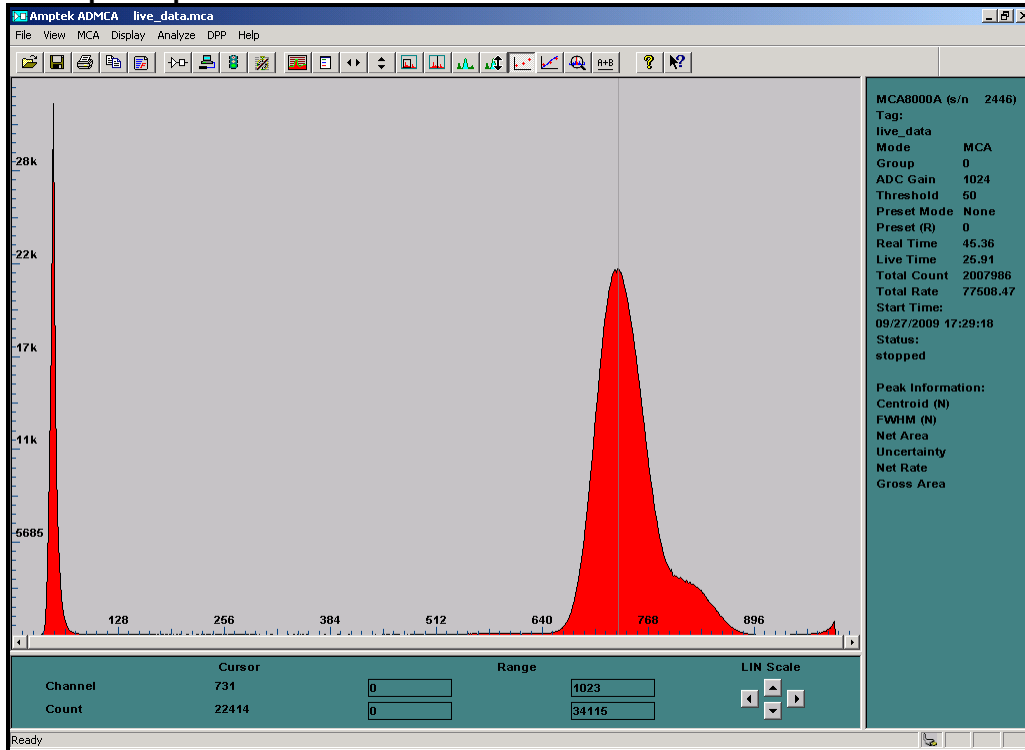 Amptek ADMCA live_data.mca
File View MCA Display Analyze DPP Help
A+B
28k
22k
17k
11k
5685
128 256 384 512 640 768 896
MCA8000A (s/n 2446)
Tag:
live_data
Mode MCA
Group 0
ADC Gain 1024
Threshold 50
Preset Mode None
Preset (R) 0
Real Time 45.36
Live Time 25.91
Total Count 2007986
Total Rate 77508.47
Start Time:
09/27/2009 17:29:18
Status:
stopped
Peak Information:
Centroid (N)
FWHM (N)
Net Area
Uncertainty
Net Rate
Gross Area
Cursor Range LIN Scale
Channel 731 0 1023
Count 22414 0 34115
Ready